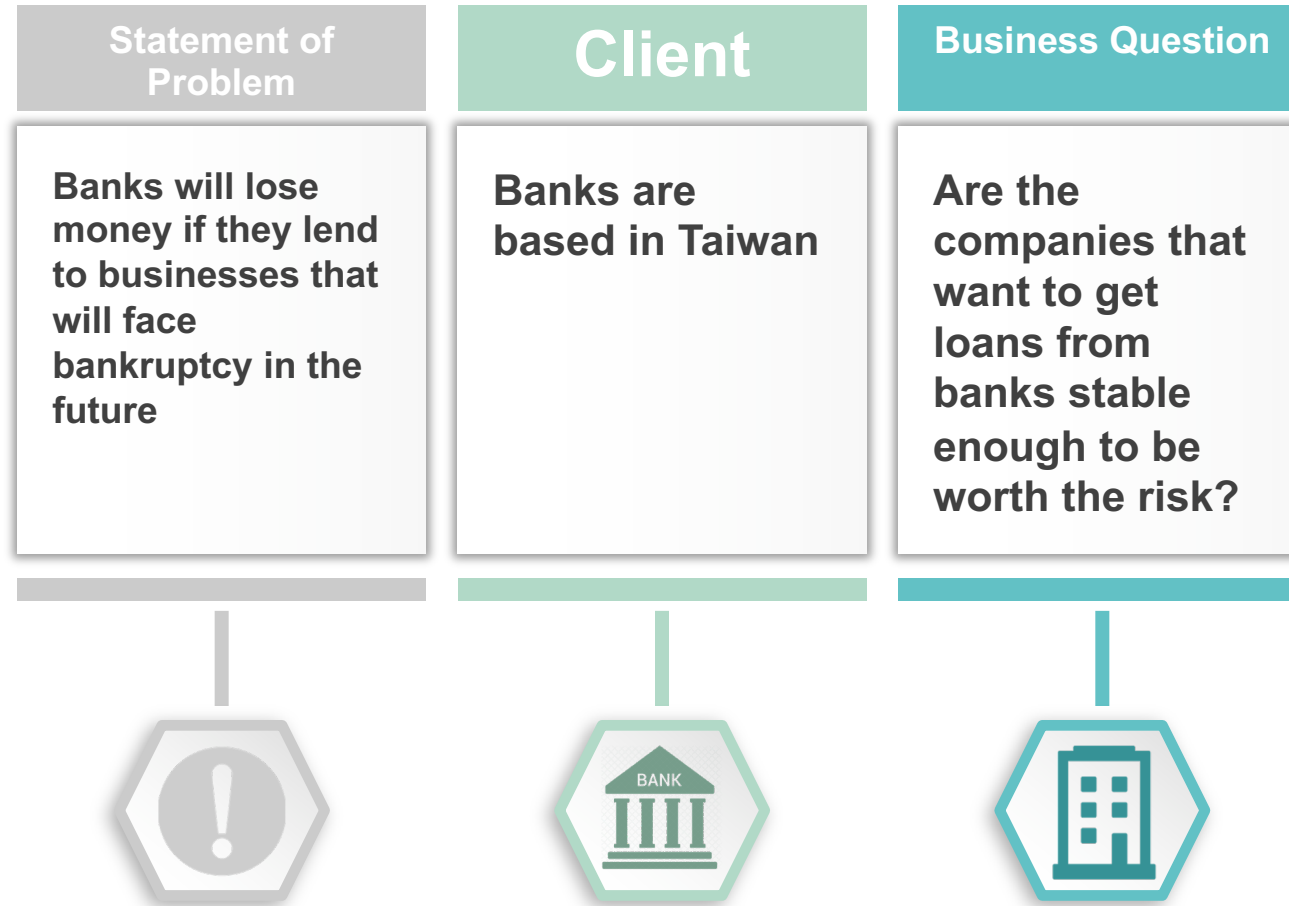 Statement of
Problem
Banks will lose
money if they lend
to businesses that
will face
bankruptcy in the
future
Client
Banks are
based in Taiwan
BANK
Business Question
Are the
companies that
want to get
loans from
banks stable
enough to be
worth the risk?